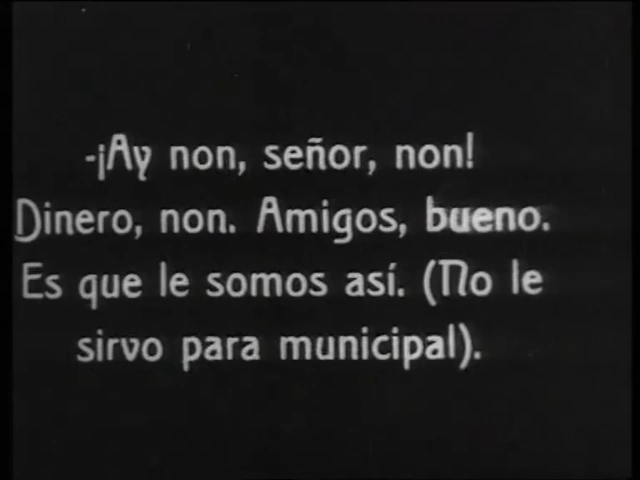 -¡Ay non, señor, non!
Dinero, non. Amigos, bueno.
Es que le somos así. (No le
sirvo para municipal).